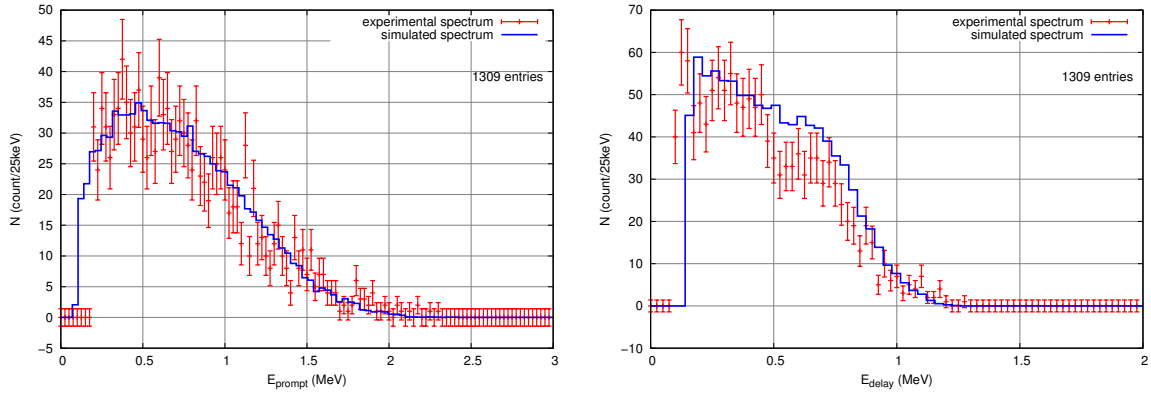 50
45
40
35
30
25
20
15
10
5
0
-5
N (count/25keV)
experimental spectrum
simulated spectrum
1309 entries
0 0.5 1 1.5 2 2.5 3
E_prompt (MeV)
70
60
50
40
30
20
10
0
-10
N (count/25keV)
experimental spectrum
simulated spectrum
1309 entries
0 0.5 1 1.5 2
E_delay (MeV)